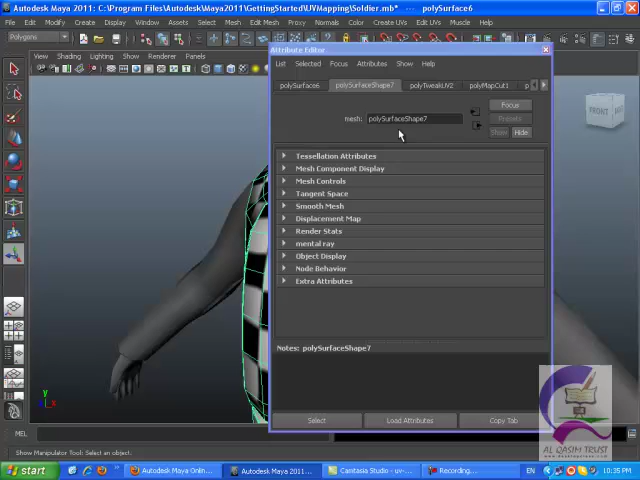 Autodesk Maya 2011: C:\Program Files\Autodesk\Maya2011\GettingStarted\UVMapping\Soldier.mb* - polySurface6
Edit Modify Create Display Window Assets Select Mesh Edit Mesh Proxy Normals Color Create UVs Edit UVs Help
Polygons
View Shading Lighting Show Renderer Panels
Attribute Editor
List Selected Focus Attributes Show Help
polySurface6 polySurfaceShape7 polyTweakUV2 polyMapCut1 p
mesh: polySurfaceShape7
Focus
Presets
Show Hide
Tessellation Attributes
Mesh Component Display
Mesh Controls
Tangent Space
Smooth Mesh
Displacement Map
Render Stats
mental ray
Object Display
Node Behavior
Extra Attributes
Notes: polySurfaceShape7
Select Load Attributes Copy Tab
FRONT
y
z x
AL QASIM TRUST
MEL
Show Manipulator Tool: Select an object.
start Autodesk Maya Onlin... Autodesk Maya 2011... Camtasia Studio - uv-... Recording... EN 10:35 PM